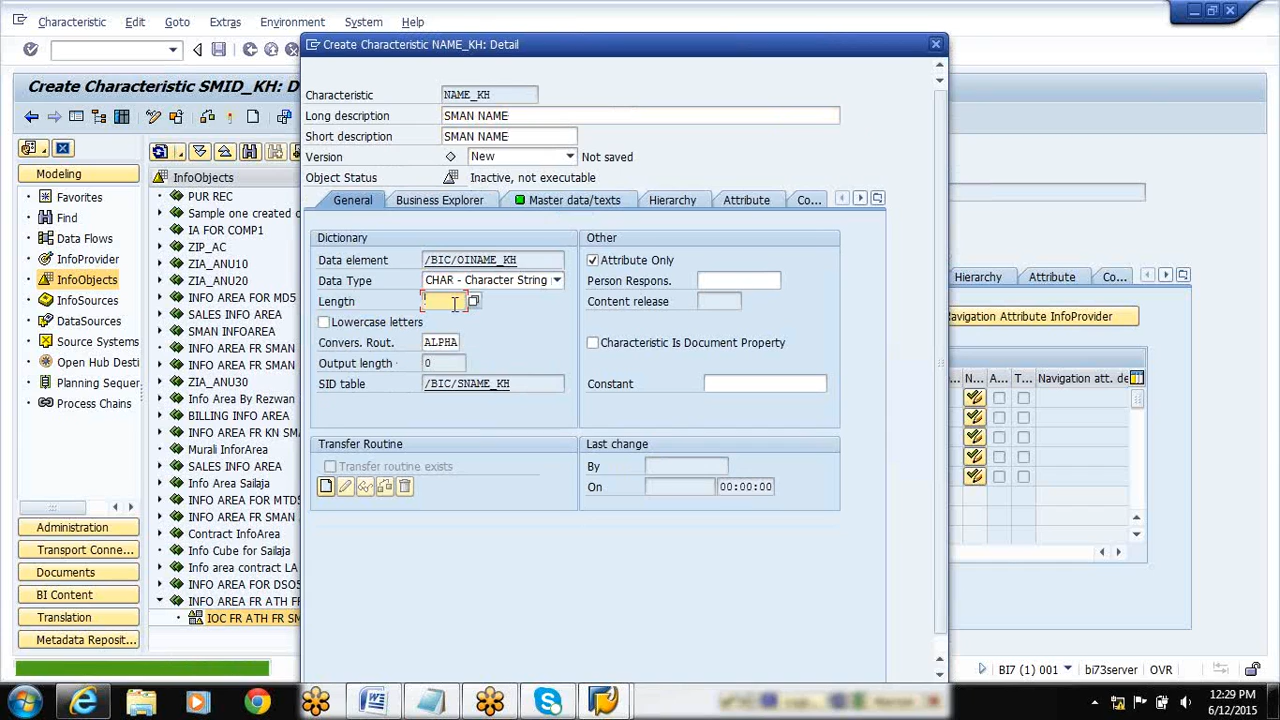 Characteristic Edit Goto Extras Environment System Help
Create Characteristic NAME_KH: Detail
Create Characteristic SMID_KH: D
Characteristic NAME_KH
Long description SMAN NAME
Short description SMAN NAME
Version New Not saved
Object Status Inactive, not executable
General Business Explorer Master data/texts Hierarchy Attribute Co...
Dictionary
Data element /BIC/OINAME_KH
Data Type CHAR - Character String
Length
Lowercase letters
Convers. Rout. ALPHA
Output length 0
SID table /BIC/SNAME_KH
Other
Attribute Only
Person Respons.
Content release
Characteristic Is Document Property
Constant
Transfer Routine
Transfer routine exists
Last change
By
On 00:00:00
Modeling
Favorites
Find
Data Flows
InfoProvider
InfoObjects
InfoSources
DataSources
Source Systems
Open Hub Desti
Planning Sequer
Process Chains
Administration
Transport Conne...
Documents
BI Content
Translation
Metadata Reposit...
InfoObjects
PUR REC
Sample one created o
IA FOR COMP1
ZIP_AC
ZIA_ANU10
ZIA_ANU20
INFO AREA FOR MD5
SALES INFO AREA
SMAN INFOAREA
INFO AREA FR SMAN
INFO AREA FR SMAN
ZIA_ANU30
Info Area By Rezwan
BILLING INFO AREA
INFO AREA FR KN SMA
Murali InforArea
SALES INFO AREA
Info Area Sailaja
INFO AREA FOR MTDS
INFO AREA FR SMAN
Contract InfoArea
Info Cube for Sailaja
Info area contract LA
INFO AREA FOR DSO5
INFO AREA FR ATH FR
IOC FR ATH FR SM
Hierarchy Attribute Co...
Navigation Attribute InfoProvider
N... A... T... Navigation att. de
BI7 (1) 001 bi73server OVR
12:29 PM
6/12/2015